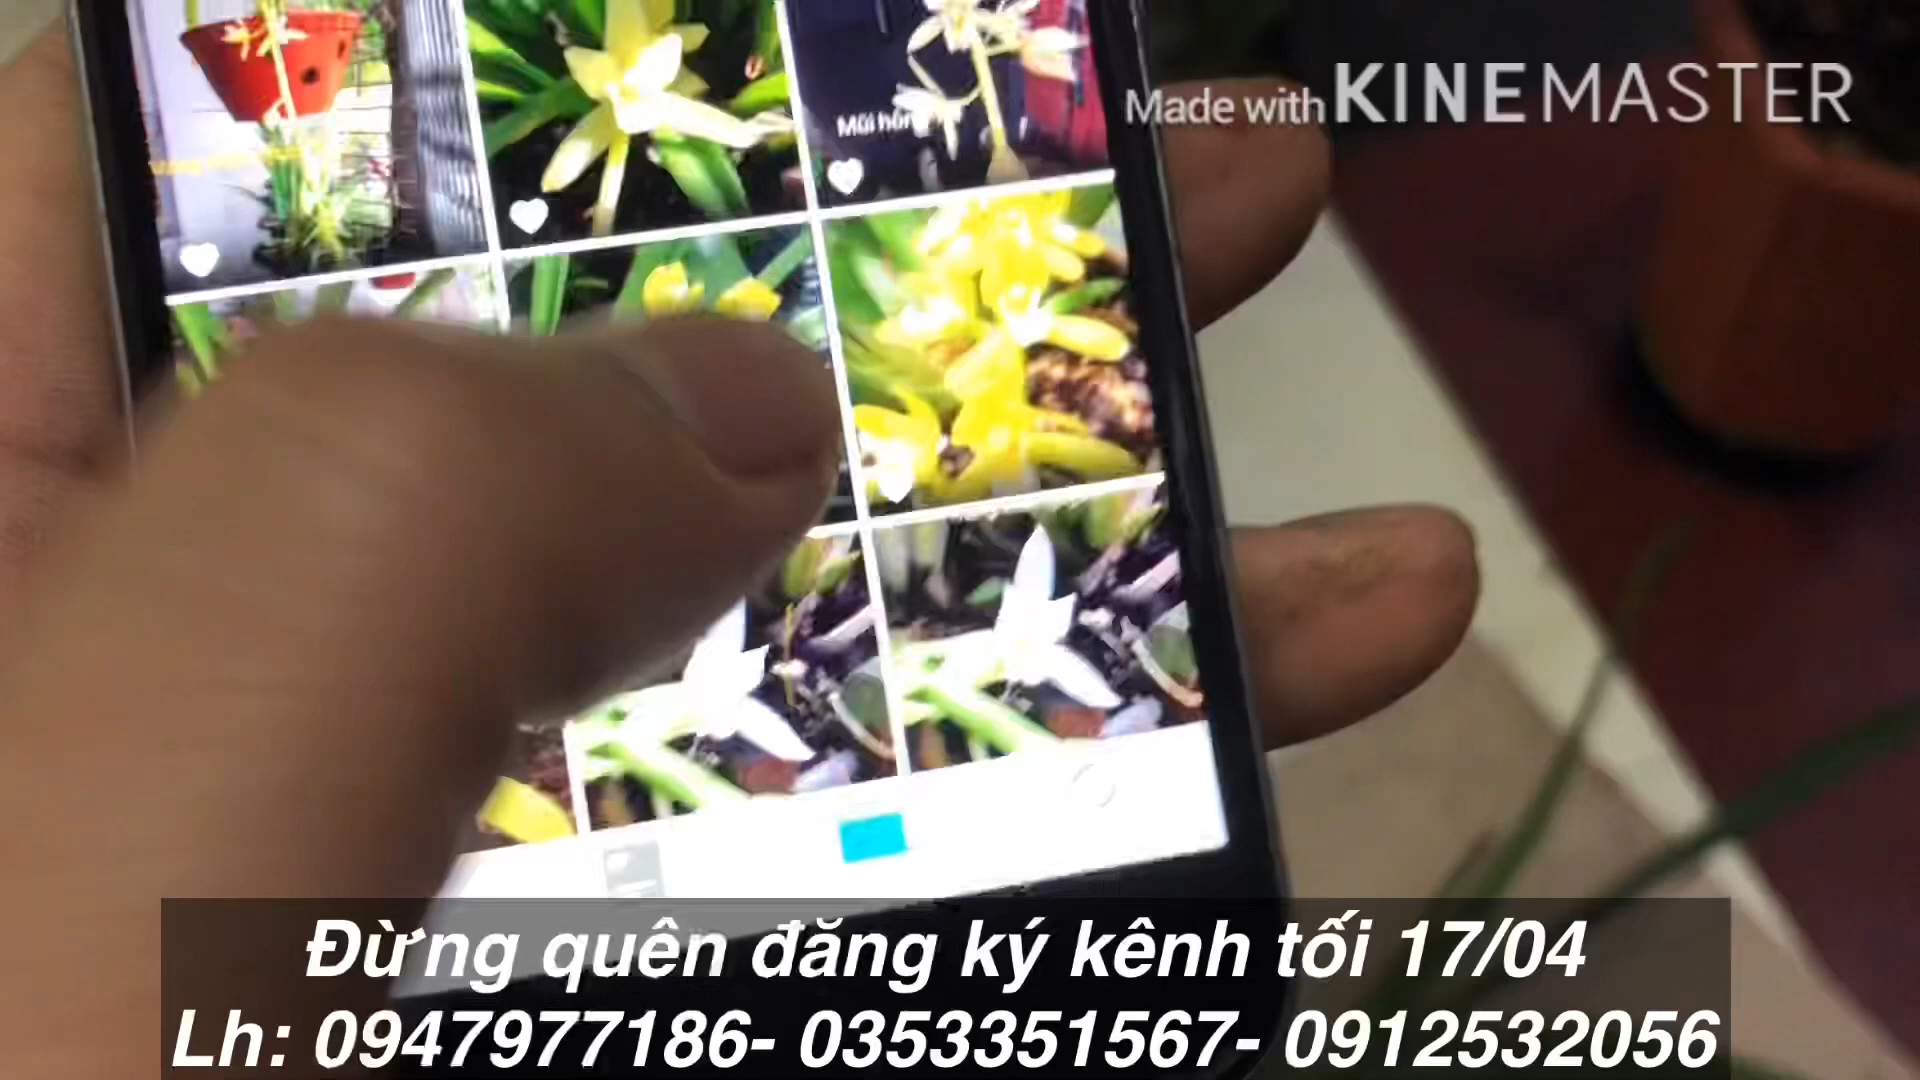 Made with KINEMASTER
Đừng quên đăng ký kênh tối 17/04
Lh: 0947977186- 0353351567- 0912532056